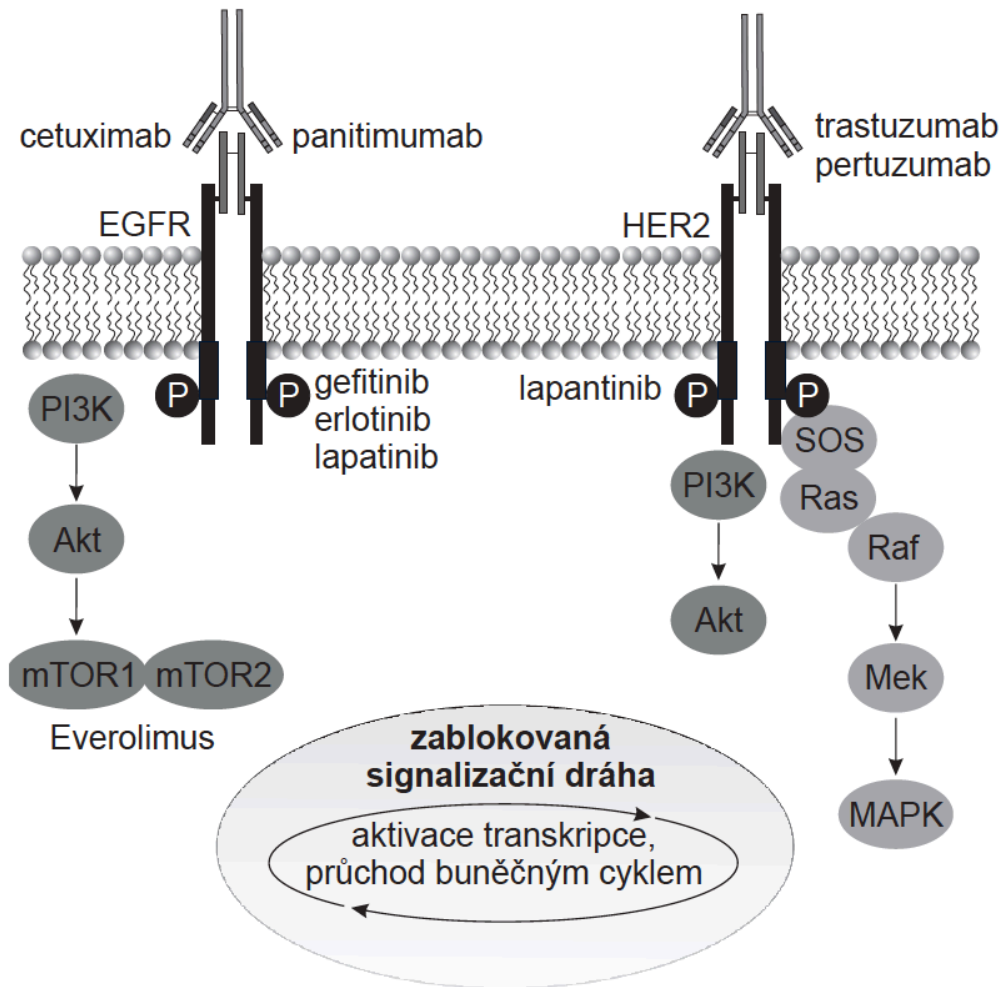 cetuximab
panitimumab
trastuzumab
pertuzumab
EGFR
HER2
P
P
gefitinib
erlotinib
lapatinib
lapantinib
P
P
PI3K
Akt
mTOR1
mTOR2
Everolimus
PI3K
Akt
SOS
Ras
Raf
Mek
MAPK
zablokovaná
signalizační dráha
aktivace transkripce,
průchod buněčným cyklem